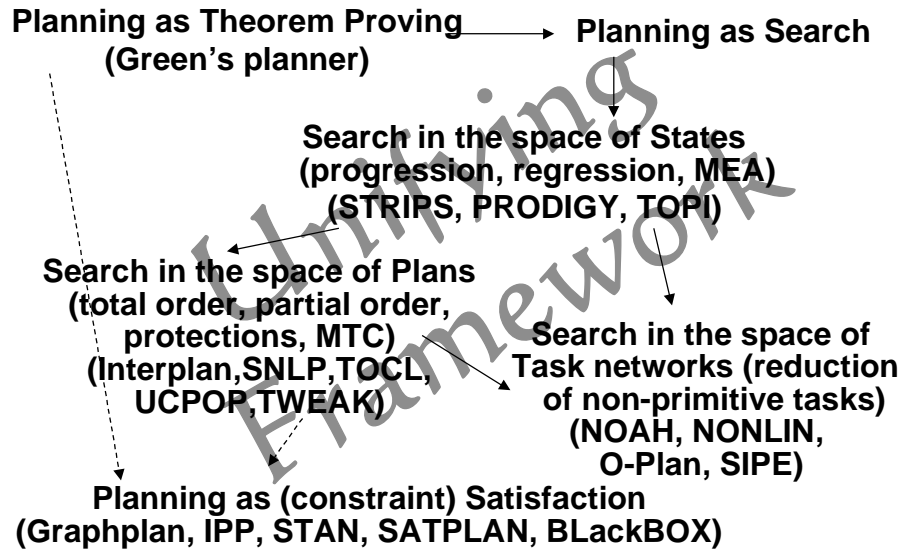 Planning as Theorem Proving
(Green's planner)
Planning as Search
Search in the space of States
(progression, regression, MEA)
(STRIPS, PRODIGY, TOPI)
Search in the space of Plans
(total order, partial order,
protections, MTC)
(Interplan,SNLP,TOCL,
UCPOP,TWEAK)
Search in the space of
Task networks (reduction
of non-primitive tasks)
(NOAH, NONLIN,
O-Plan, SIPE)
Planning as (constraint) Satisfaction
(Graphplan, IPP, STAN, SATPLAN, BLackBOX)
Unifying
Framework